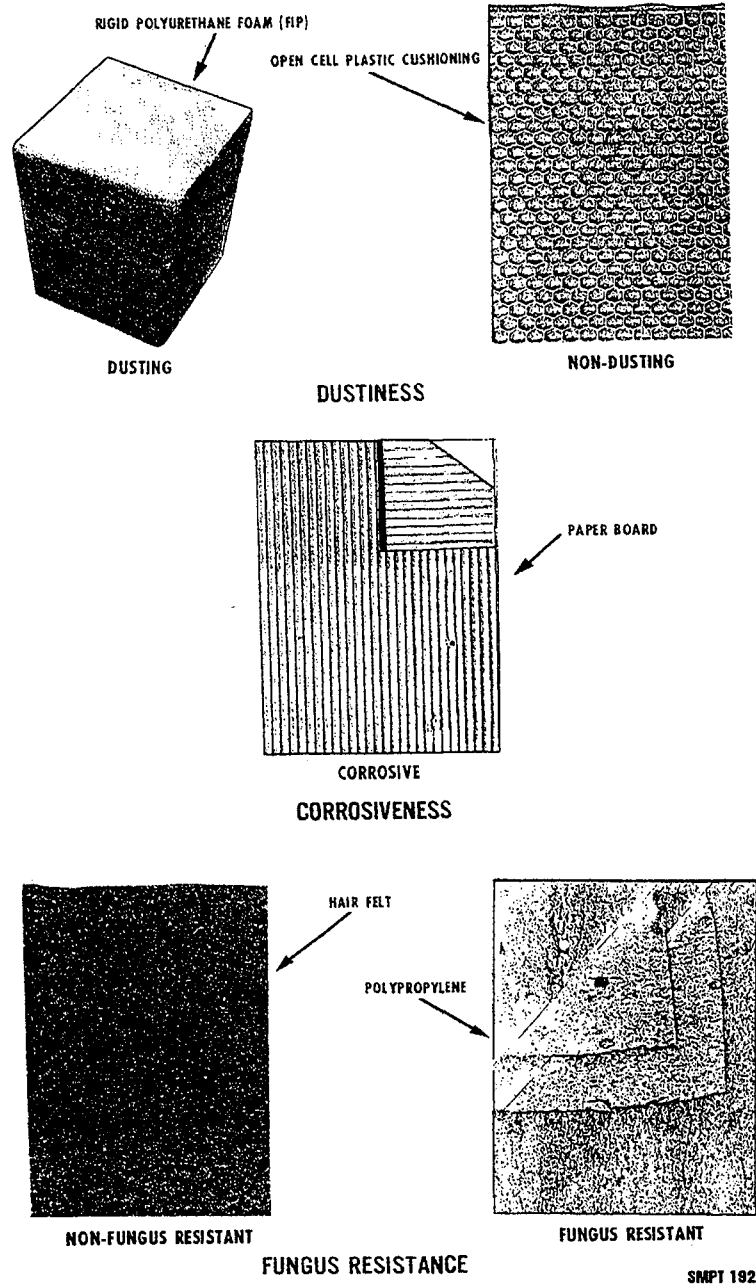 RIGID POLYURETHANE FOAM (FIP)
OPEN CELL PLASTIC CUSHIONING
DUSTING
NON-DUSTING
DUSTINESS
PAPER BOARD
CORROSIVE
CORROSIVENESS
HAIR FELT
POLYPROPYLENE
NON-FUNGUS RESISTANT
FUNGUS RESISTANT
FUNGUS RESISTANCE
SMPT 192